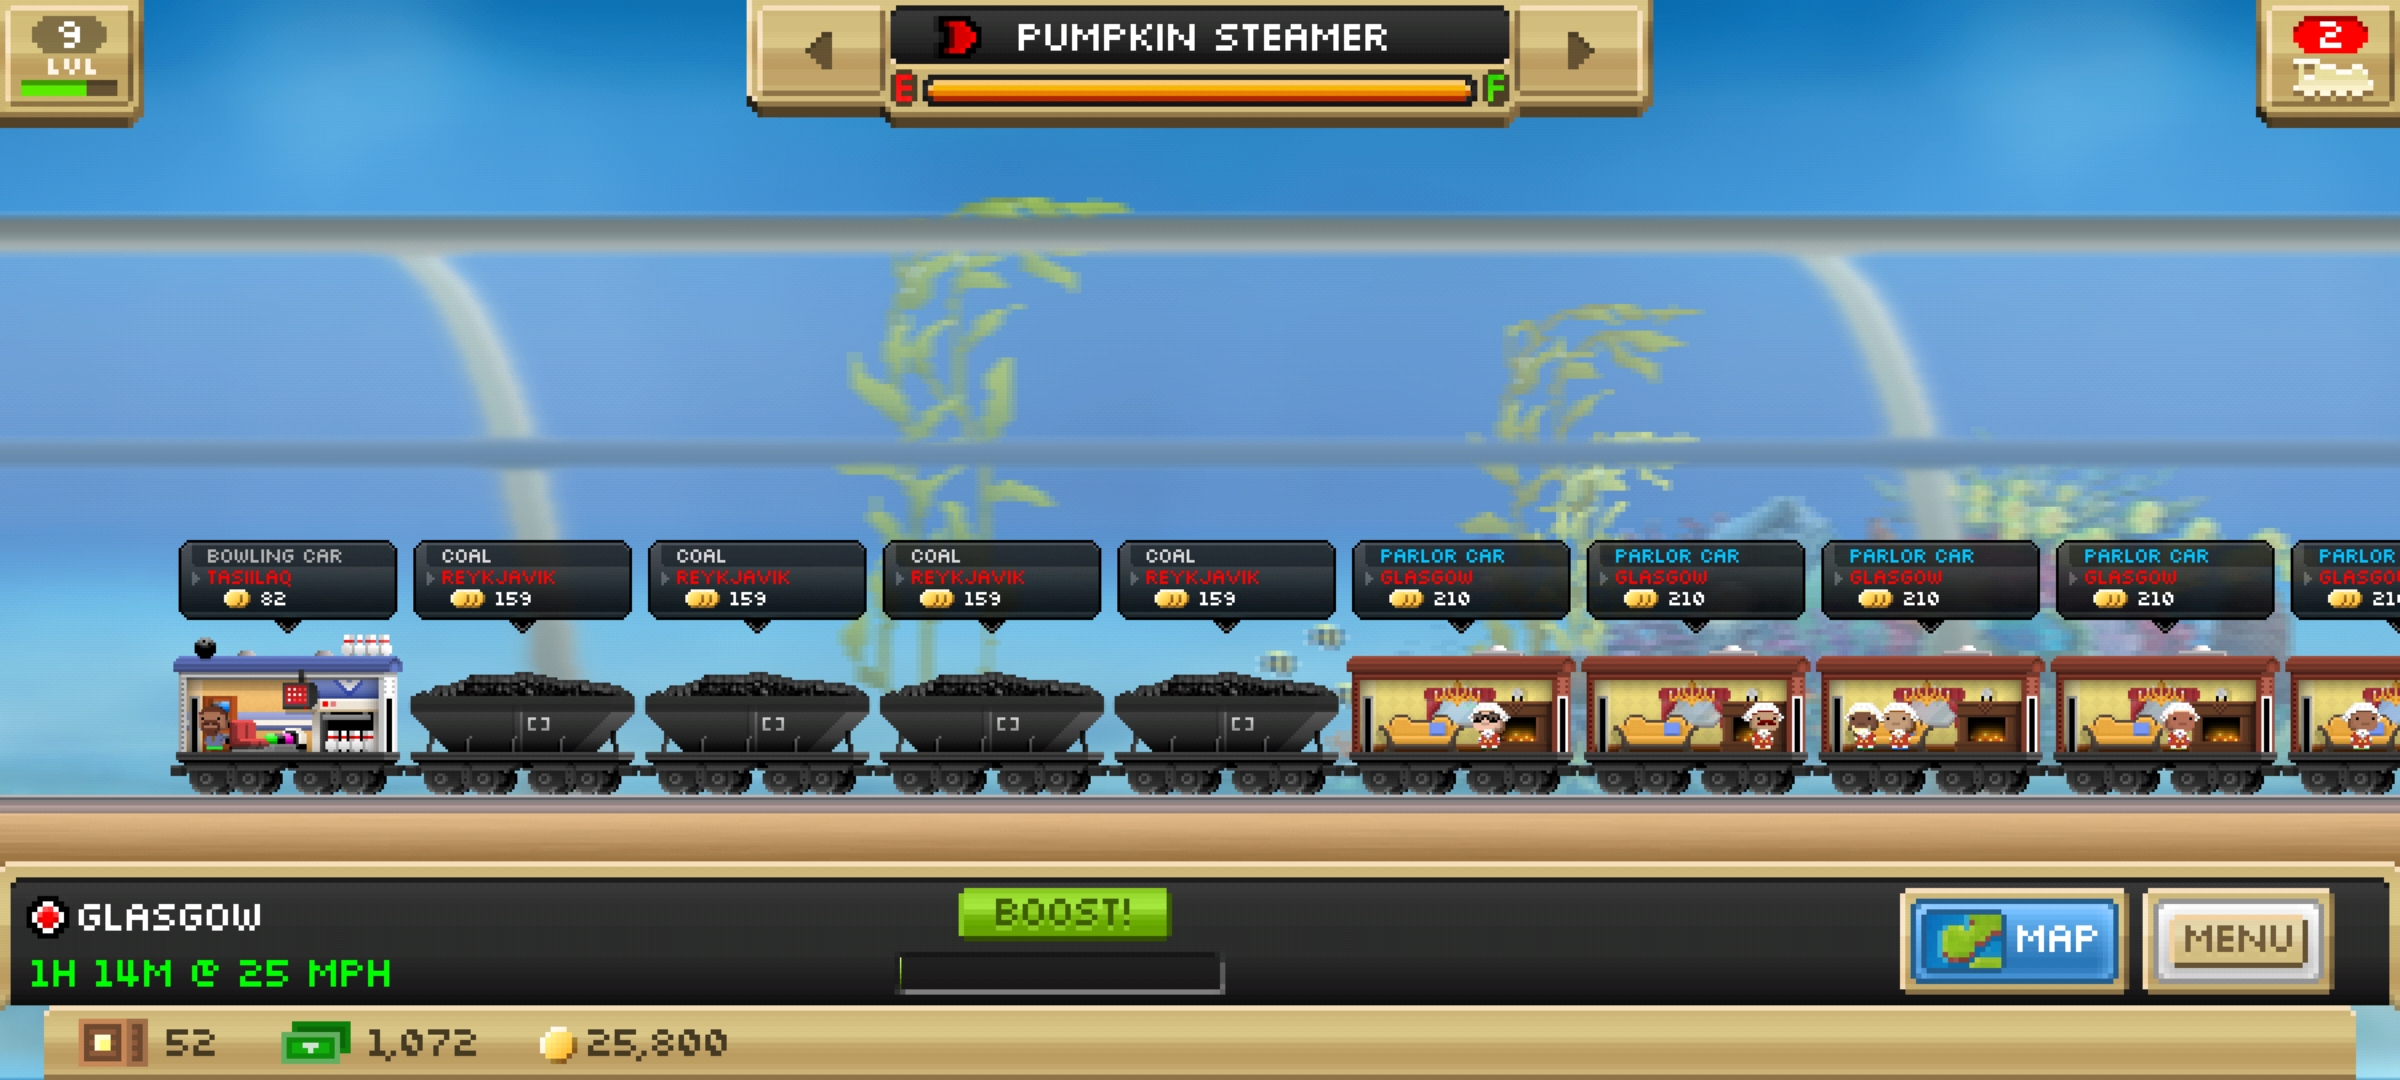 9
LVL
PUMPKIN STEAMER
E F
2
BOWLING CAR
TASIILAQ
82
COAL
REYKJAVIK
159
COAL
REYKJAVIK
159
COAL
REYKJAVIK
159
COAL
REYKJAVIK
159
PARLOR CAR
GLASGOW
210
PARLOR CAR
GLASGOW
210
PARLOR CAR
GLASGOW
210
PARLOR CAR
GLASGOW
210
PARLOR
GLASGOW
GLASGOW
1H 14M @ 25 MPH
BOOST!
MAP
MENU
52
1,072
25,800